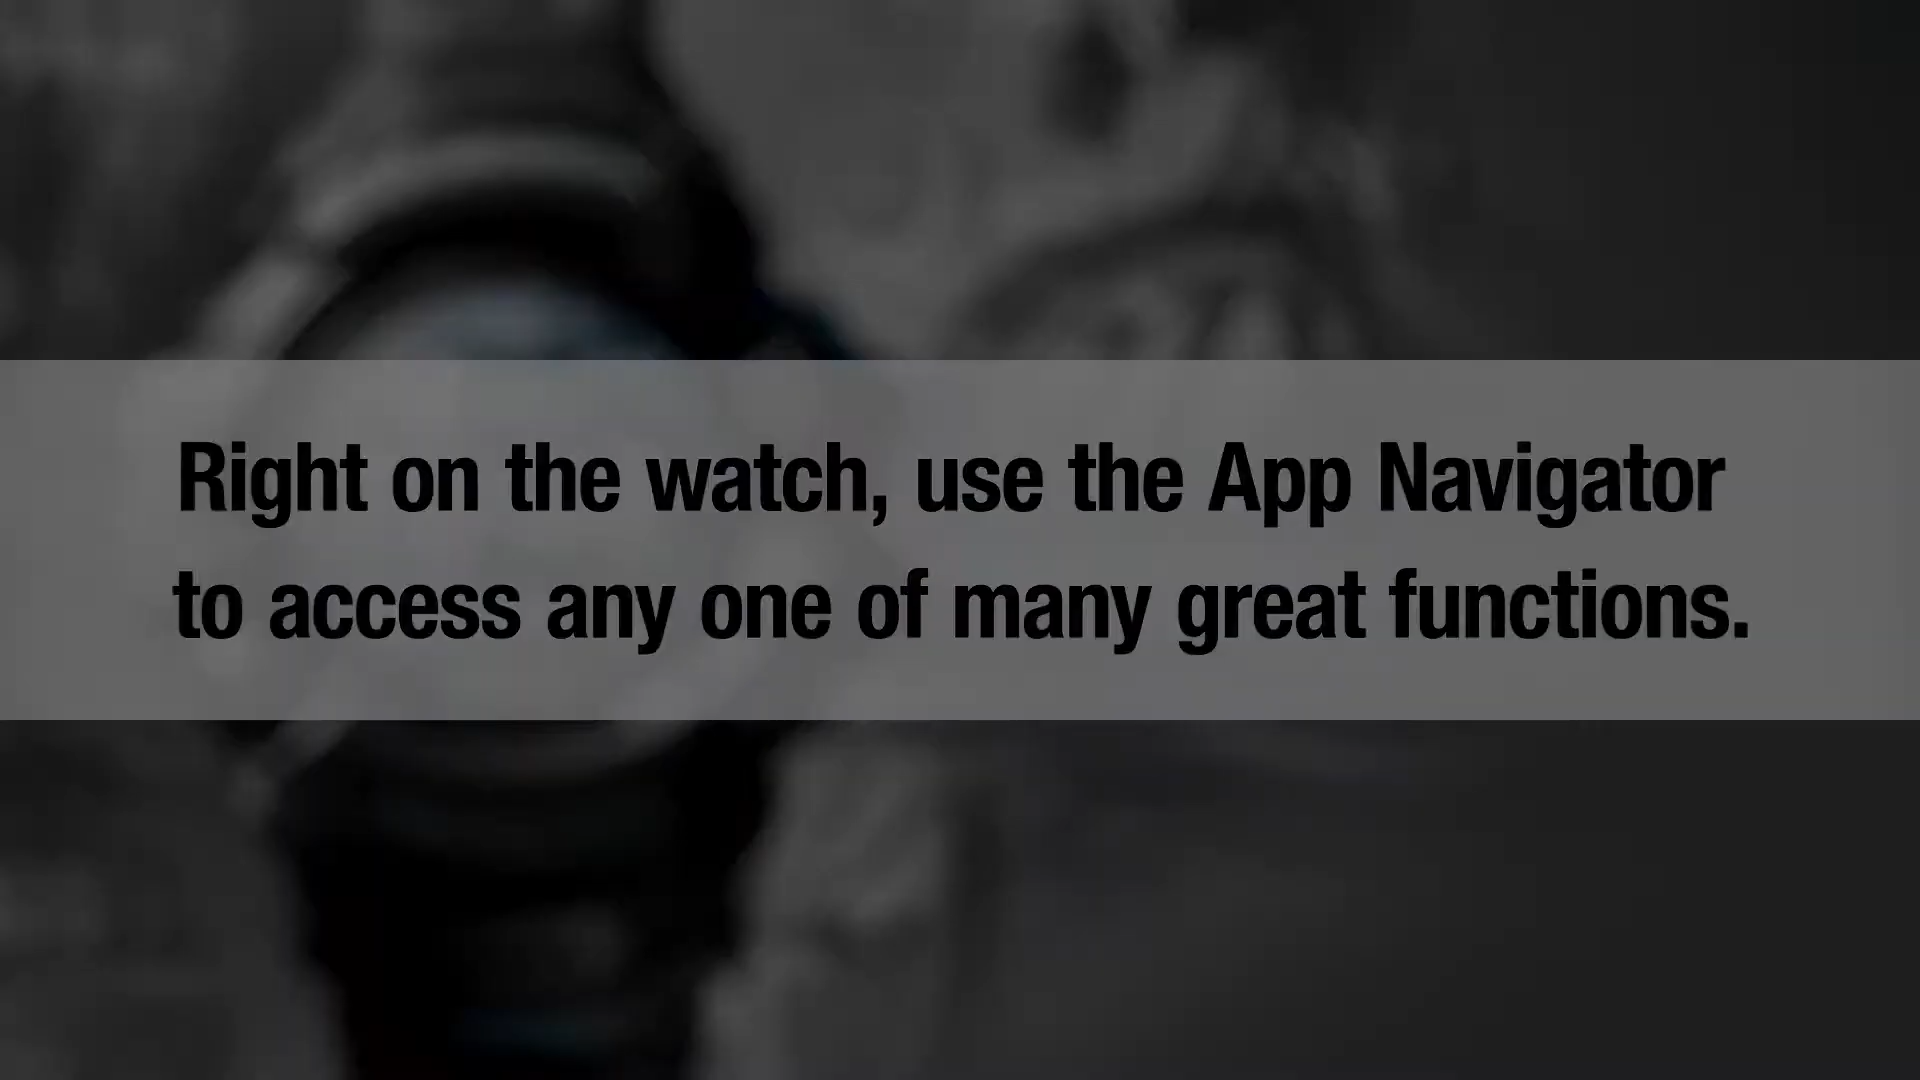 Right on the watch, use the App Navigator
to access any one of many great functions.